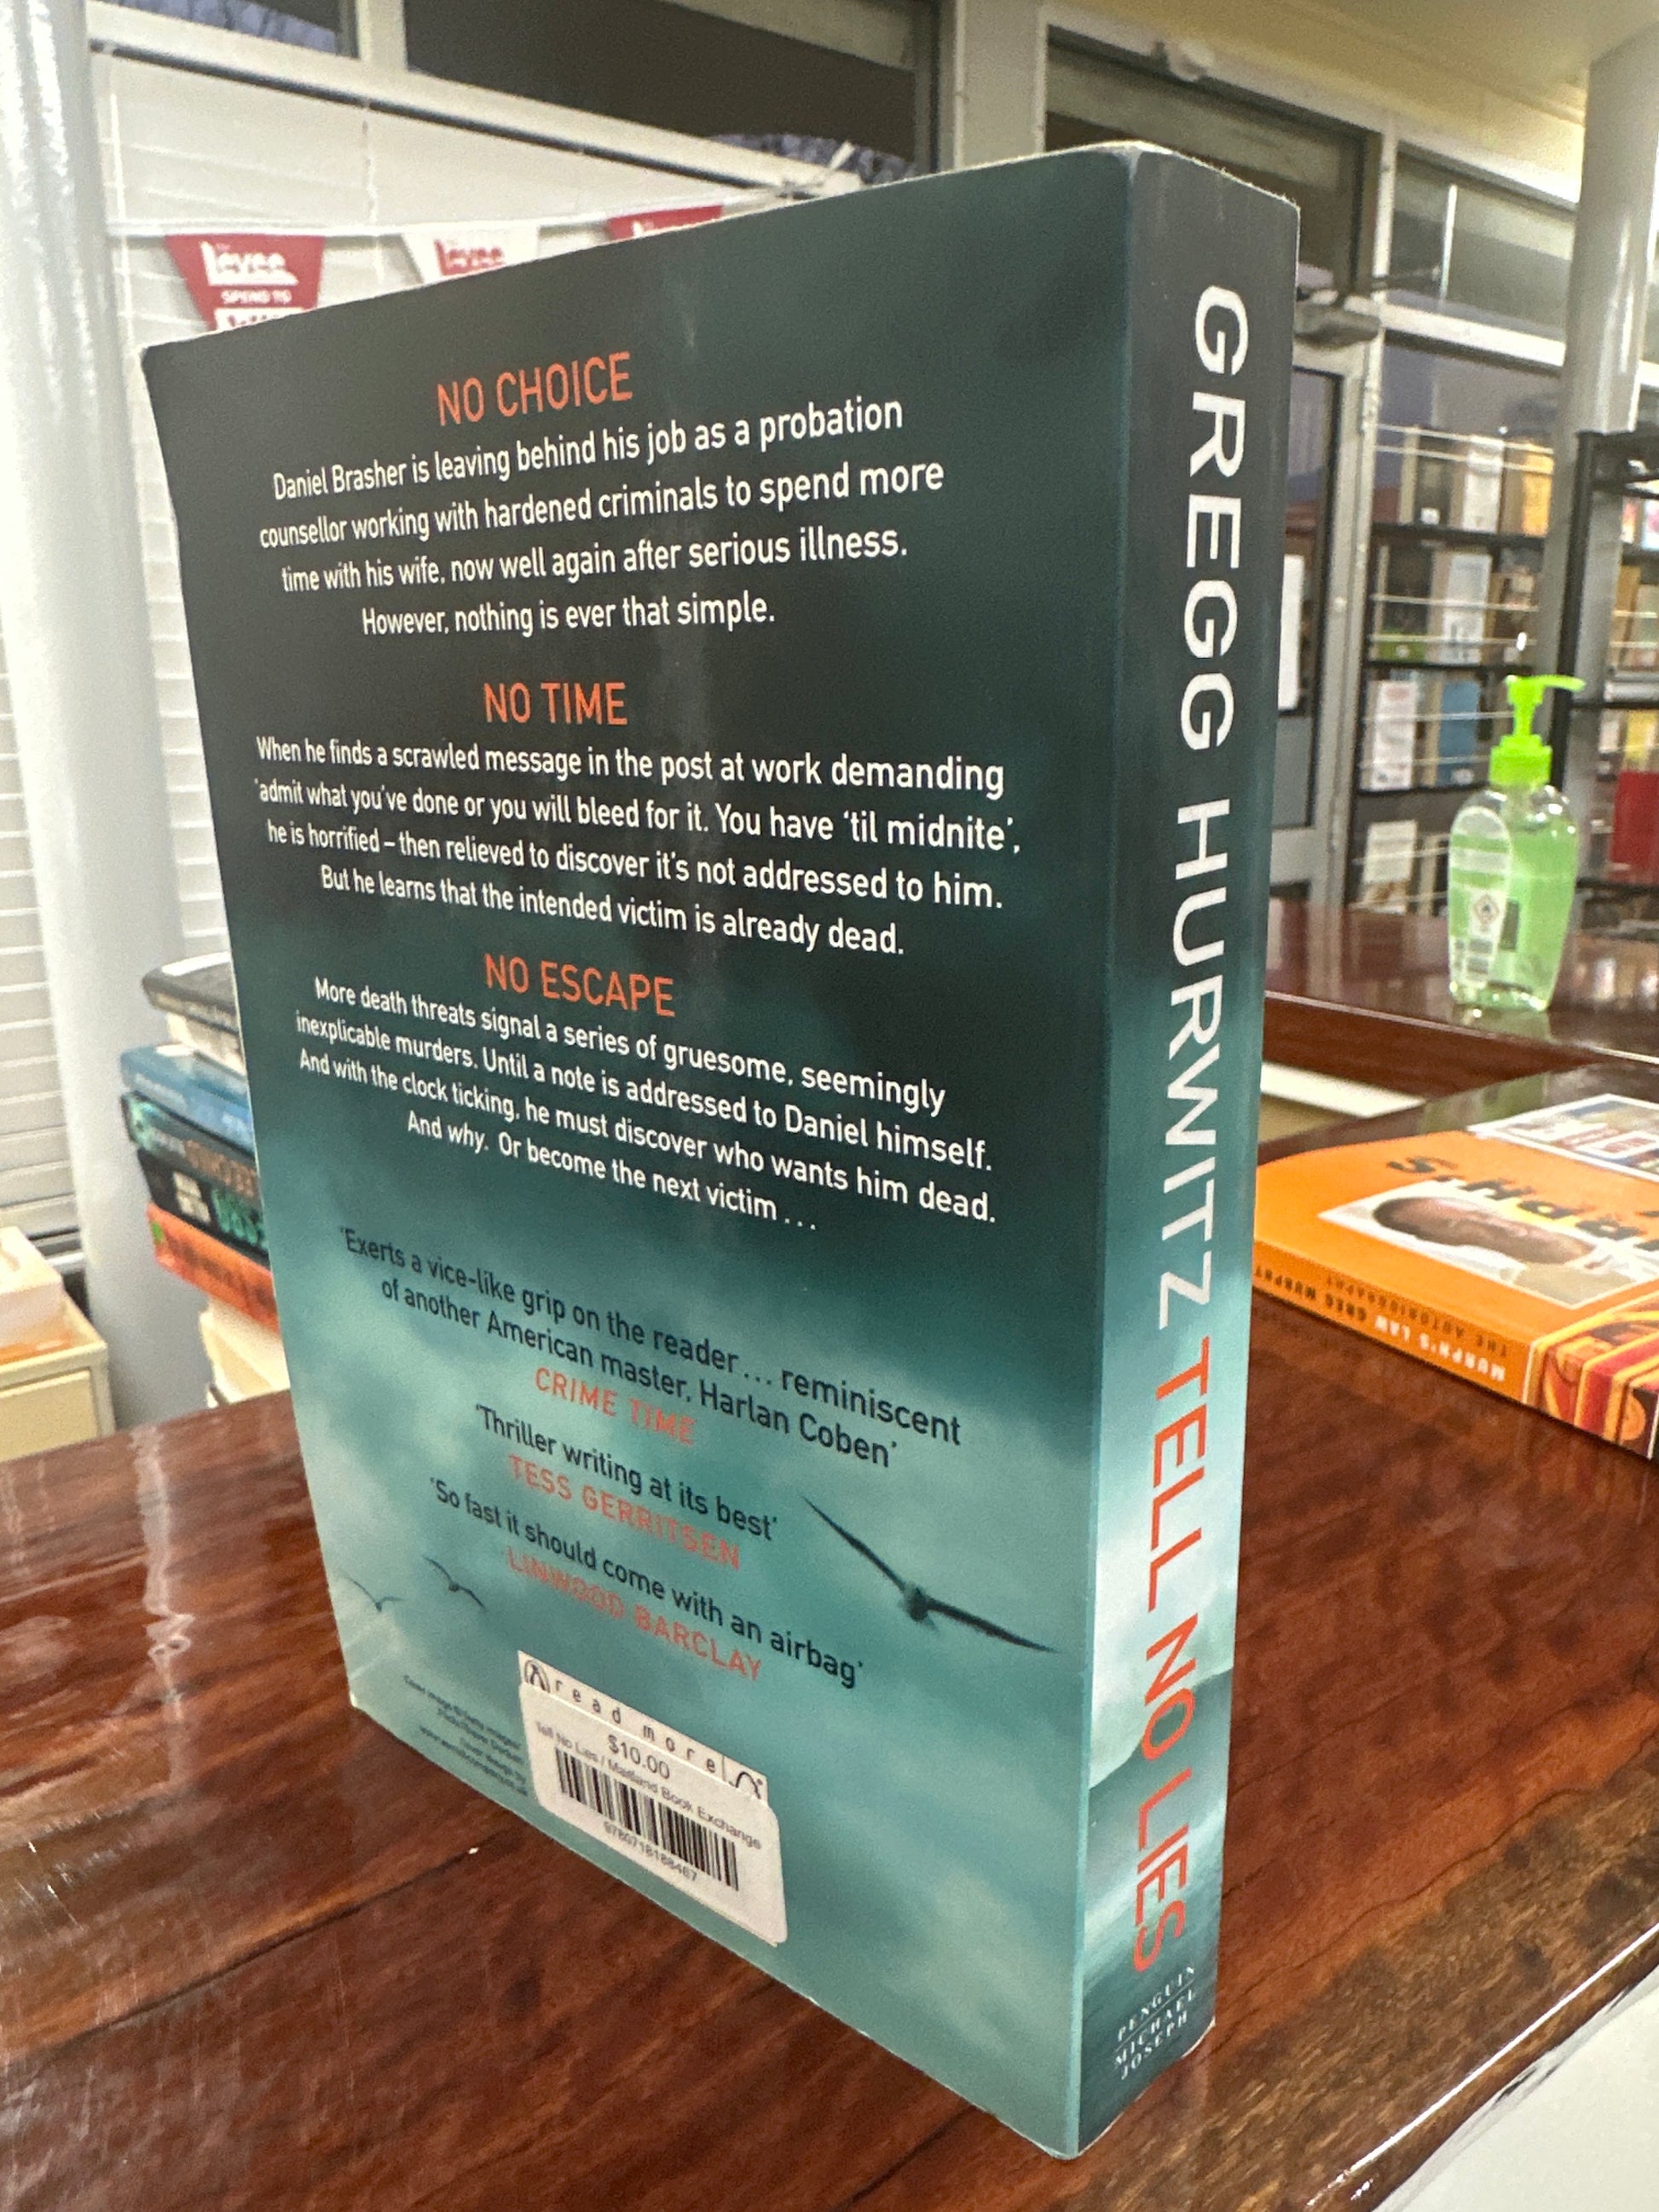 levee
SPEND TO
levee
NO CHOICE
Daniel Brasher is leaving behind his job as a probation
counsellor working with hardened criminals to spend more
time with his wife, now well again after serious illness.
However, nothing is ever that simple.
NO TIME
When he finds a scrawled message in the post at work demanding
'admit what you've done or you will bleed for it. You have 'til midnite',
he is horrified – then relieved to discover it's not addressed to him.
But he learns that the intended victim is already dead.
NO ESCAPE
More death threats signal a series of gruesome, seemingly
inexplicable murders. Until a note is addressed to Daniel himself.
And with the clock ticking, he must discover who wants him dead.
And why. Or become the next victim . . .
'Exerts a vice-like grip on the reader ... reminiscent
of another American master, Harlan Coben'
CRIME TIME
'Thriller writing at its best'
TESS GERRITSEN
'So fast it should come with an airbag'
LINWOOD BARCLAY
read more
$10.00
Tell No Lies / Maitland Book Exchange
GREGG HURWITZ TELL NO LIES
PENGUIN
MICHAEL
JOSEPH
MURPH'S LAW GREG MURPHY
THE AUTOBIOGRAPHY